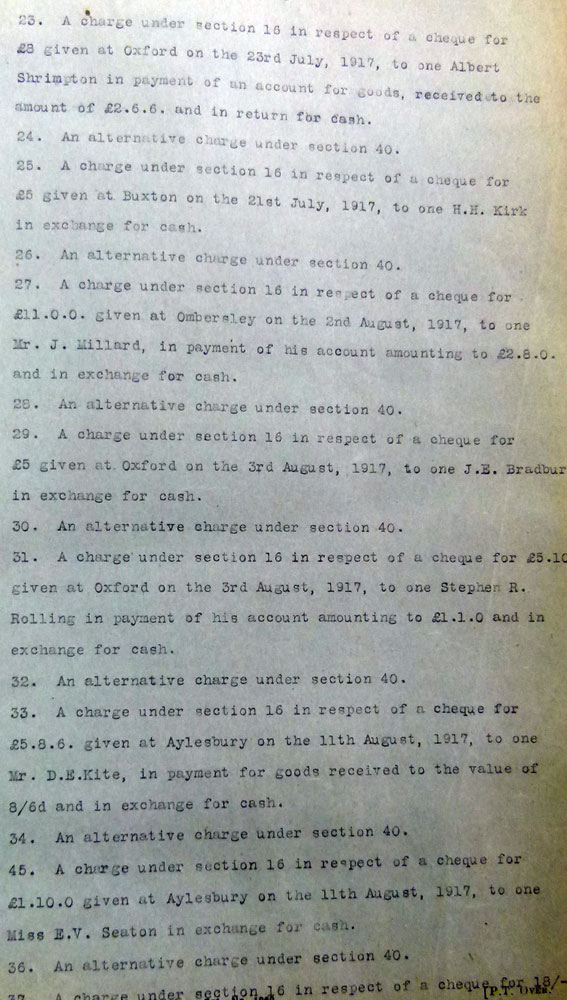 23. A charge under section 16 in respect of a cheque for
£8 given at Oxford on the 23rd July, 1917, to one Albert
Shrimpton in payment of an account for goods, received to the
amount of £2.6.6. and in return for cash.
24. An alternative charge under section 40.
25. A charge under section 16 in respect of a cheque for
£5 given at Buxton on the 21st July, 1917, to one H.H. Kirk
in exchange for cash.
26. An alternative charge under section 40.
27. A charge under section 16 in respect of a cheque for
£11.0.0. given at Ombersley on the 2nd August, 1917, to one
Mr. J. Millard, in payment of his account amounting to £2.8.0.
and in exchange for cash.
28. An alternative charge under section 40.
29. A charge under section 16 in respect of a cheque for
£5 given at Oxford on the 3rd August, 1917, to one J.E. Bradbur
in exchange for cash.
30. An alternative charge under section 40.
31. A charge under section 16 in respect of a cheque for £5.10
given at Oxford on the 3rd August, 1917, to one Stephen R.
Rolling in payment of his account amounting to £1.1.0 and in
exchange for cash.
32. An alternative charge under section 40.
33. A charge under section 16 in respect of a cheque for
£5.8.6. given at Aylesbury on the 11th August, 1917, to one
Mr. D.E.Kite, in payment for goods received to the value of
8/6d and in exchange for cash.
34. An alternative charge under section 40.
45. A charge under section 16 in respect of a cheque for
£1.10.0 given at Aylesbury on the 11th August, 1917, to one
Miss E.V. Seaton in exchange for cash.
36. An alternative charge under section 40.
37. A charge under section 16 in respect of a cheque for 18/-
[P.T. Over.